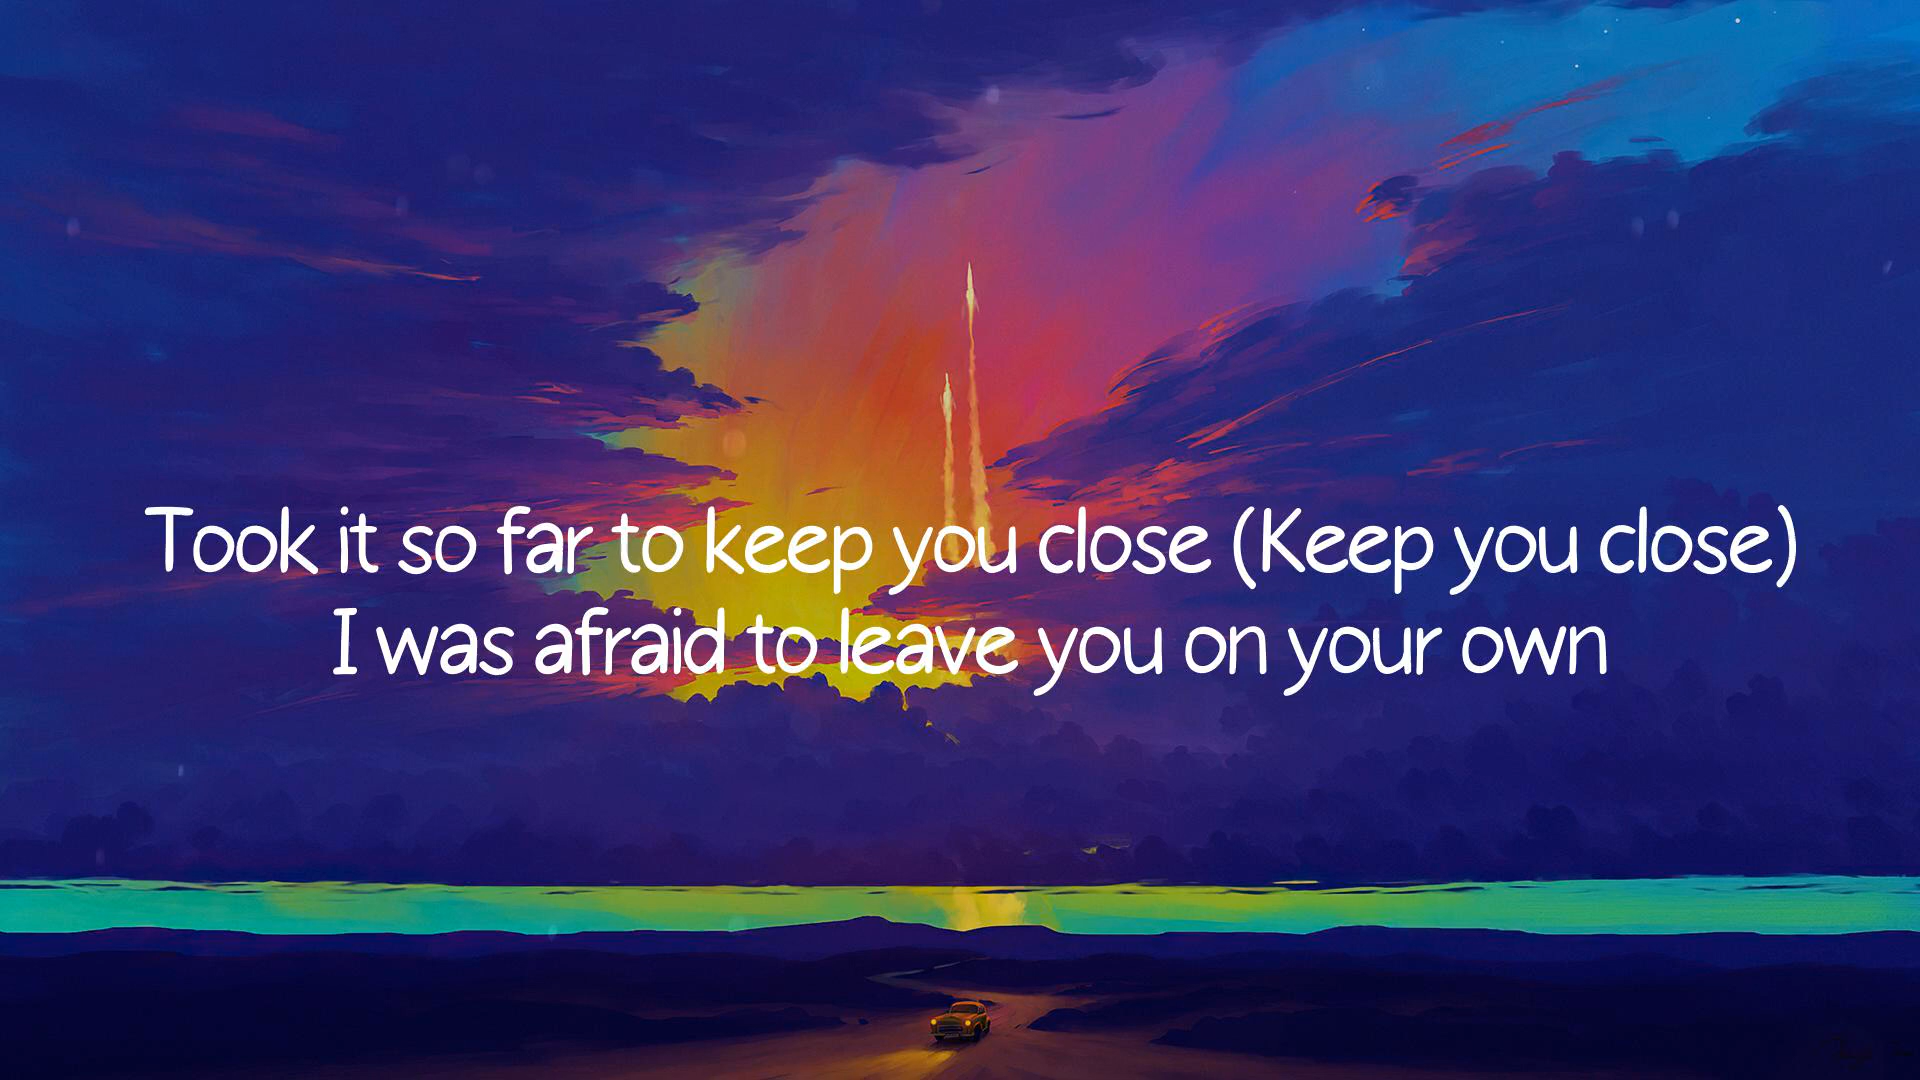 Took it so far to keep you close (Keep you close)
I was afraid to leave you on your own